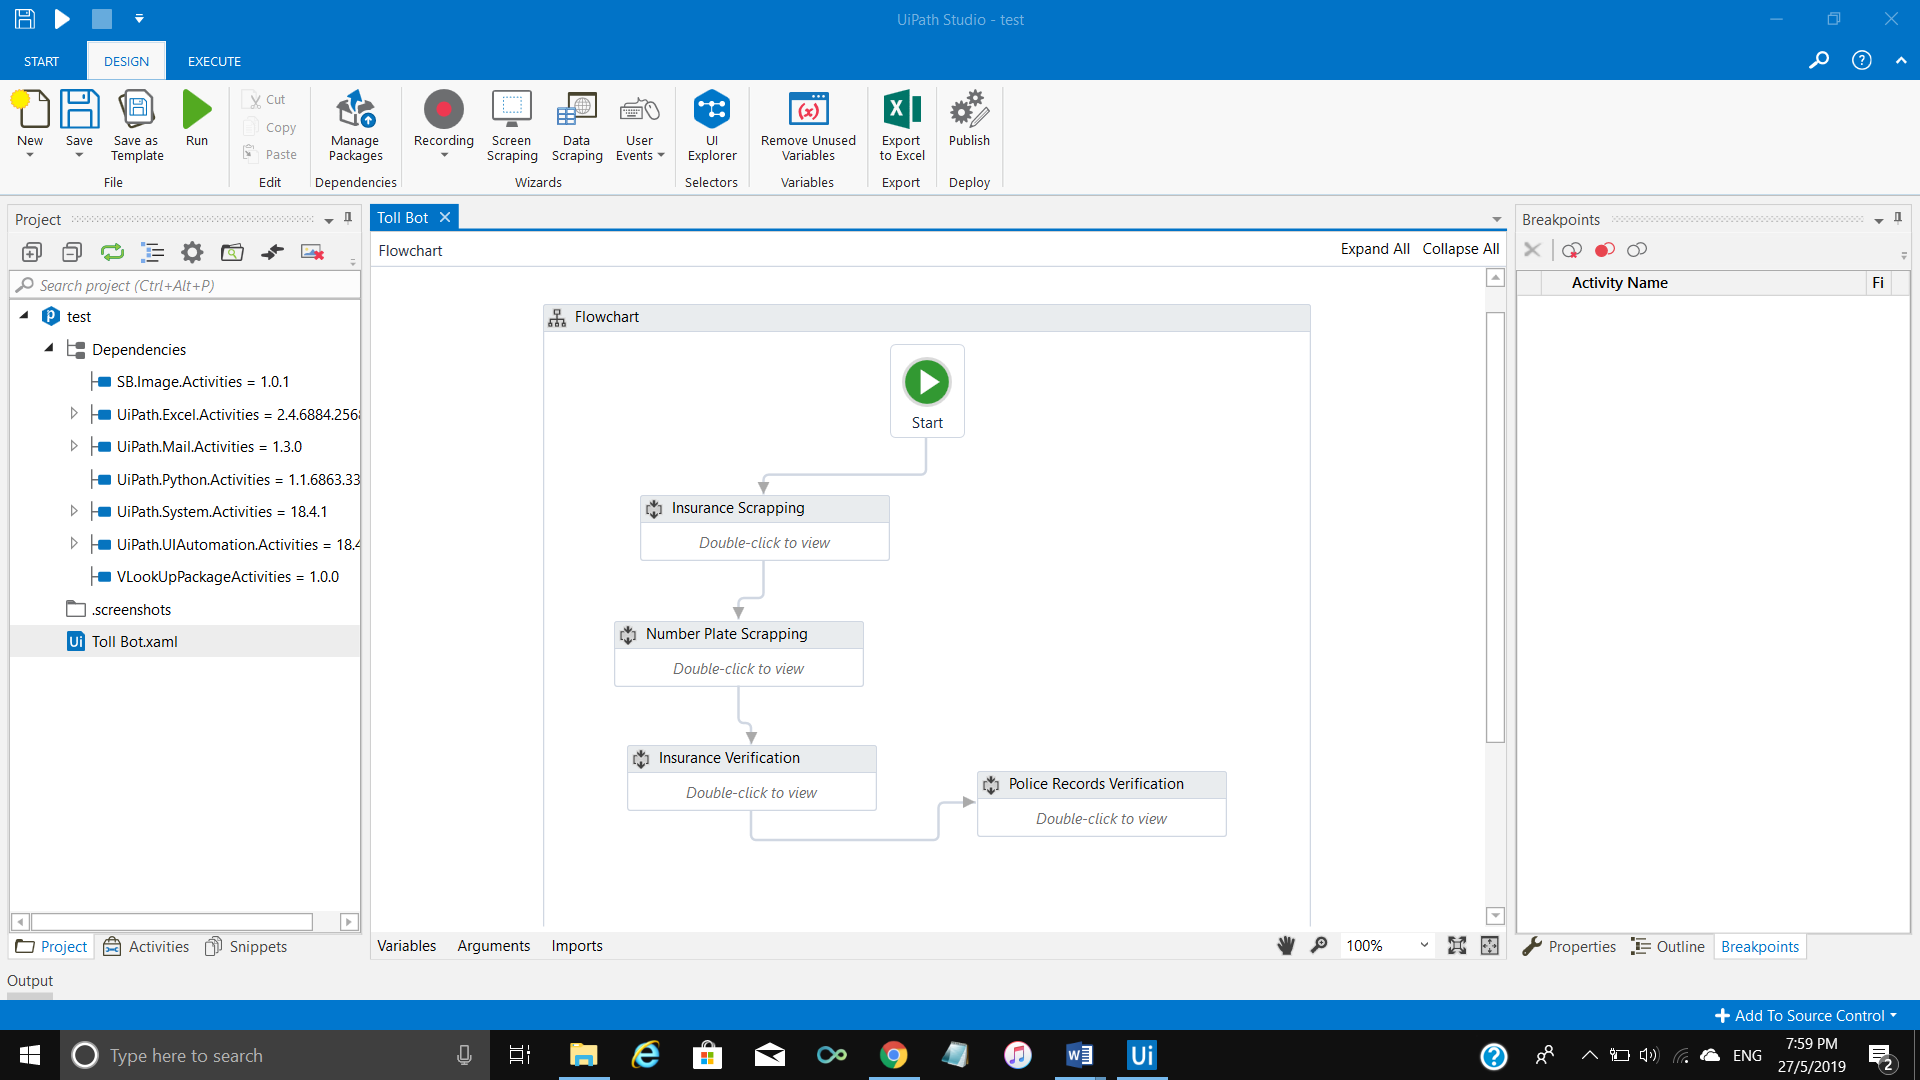 UiPath Studio - test
START
DESIGN
EXECUTE
New
Save
Save as
Template
Run
File
Cut
Copy
Paste
Edit
Manage
Packages
Dependencies
Recording
Screen
Scraping
Data
Scraping
User
Events
Wizards
UI
Explorer
Selectors
Remove Unused
Variables
Variables
Export
to Excel
Export
Publish
Deploy
Project
Search project (Ctrl+Alt+P)
test
Dependencies
SB.Image.Activities = 1.0.1
UiPath.Excel.Activities = 2.4.6884.256
UiPath.Mail.Activities = 1.3.0
UiPath.Python.Activities = 1.1.6863.33
UiPath.System.Activities = 18.4.1
UiPath.UIAutomation.Activities = 18.4
VLookUpPackageActivities = 1.0.0
.screenshots
Ui Toll Bot.xaml
Project
Activities
Snippets
Output
Toll Bot
Flowchart
Expand All
Collapse All
Flowchart
Start
Insurance Scrapping
Double-click to view
Number Plate Scrapping
Double-click to view
Insurance Verification
Double-click to view
Police Records Verification
Double-click to view
Variables
Arguments
Imports
100%
Breakpoints
Activity Name
Fi
Properties
Outline
Breakpoints
Add To Source Control
Type here to search
Ui
ENG
7:59 PM
27/5/2019
2